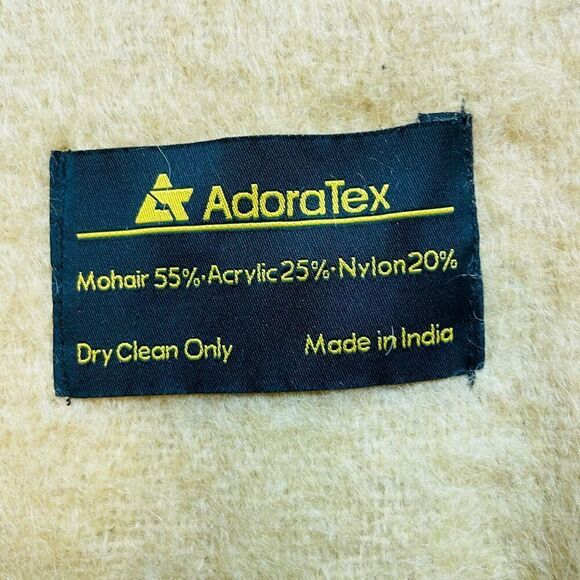 AdoraTex
Mohair 55%·Acrylic 25%·Nylon 20%
Dry Clean Only Made in India